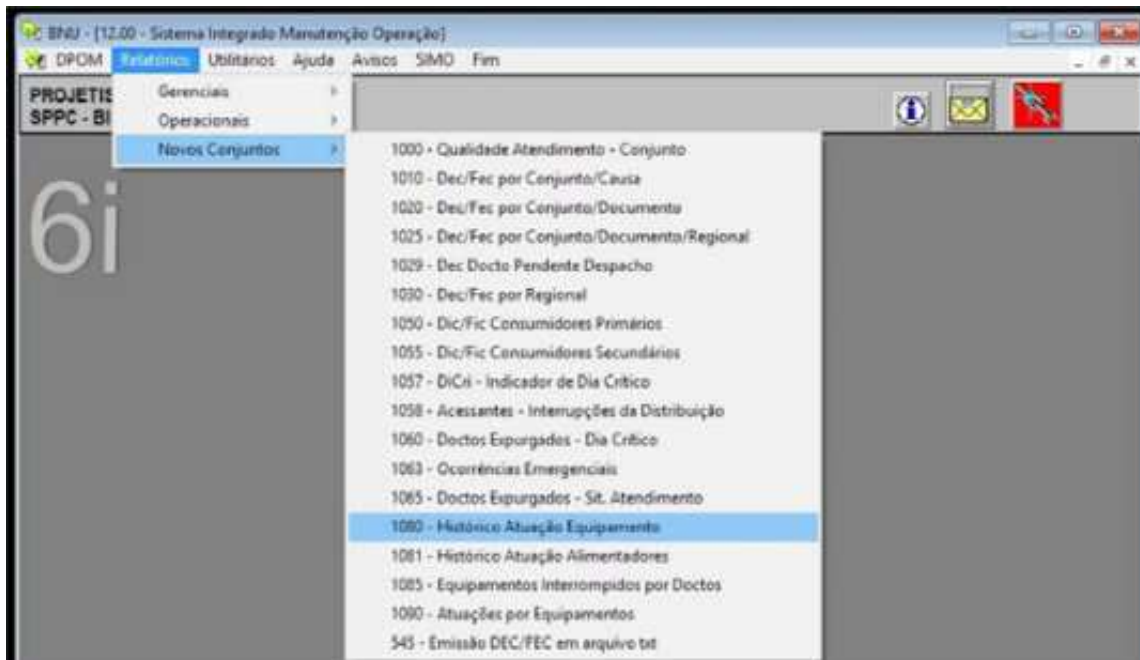 BNU - [12.00 - Sistema Integrado Manutenção Operação]
DPOM Relatórios Utilitários Ajuda Avisos SIMO Fim
PROJETIS
SPPC - BI
Gerenciais
Operacionais
Novos Conjuntos
6i
1000 - Qualidade Atendimento - Conjunto
1010 - Dec/Fec por Conjunto/Causa
1020 - Dec/Fec por Conjunto/Documento
1025 - Dec/Fec por Conjunto/Documento/Regional
1029 - Dec Docto Pendente Despacho
1030 - Dec/Fec por Regional
1050 - Dic/Fic Consumidores Primários
1055 - Dic/Fic Consumidores Secundários
1057 - DiCri - Indicador de Dia Crítico
1058 - Acessantes - Interrupções da Distribuição
1060 - Doctos Expurgados - Dia Crítico
1063 - Ocorrências Emergenciais
1065 - Doctos Expurgados - Sit. Atendimento
1080 - Histórico Atuação Equipamento
1081 - Histórico Atuação Alimentadores
1085 - Equipamentos Interrompidos por Doctos
1090 - Atuações por Equipamentos
545 - Emissão DEC/FEC em arquivo txt